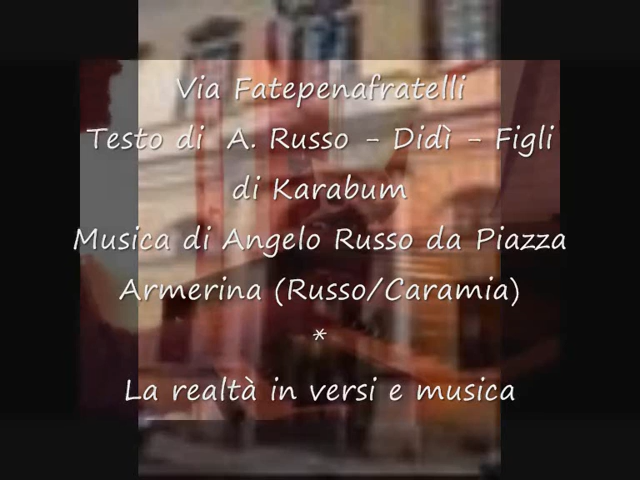 Via Fatepenafratelli
Testo di A. Russo - Didì - Figli
di Karabum
Musica di Angelo Russo da Piazza
Armerina (Russo/Caramia)
*
La realtà in versi e musica